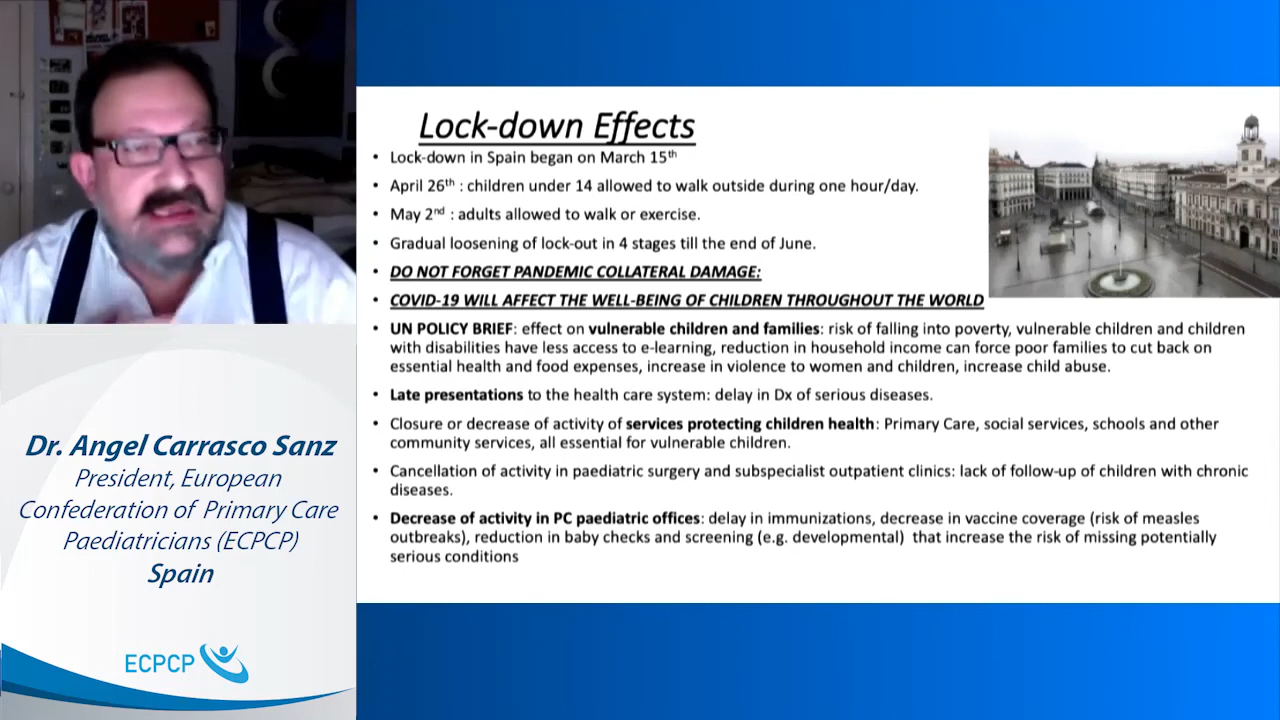 Lock-down Effects
• Lock-down in Spain began on March 15th
• April 26th : children under 14 allowed to walk outside during one hour/day.
• May 2nd : adults allowed to walk or exercise.
• Gradual loosening of lock-out in 4 stages till the end of June.
• DO NOT FORGET PANDEMIC COLLATERAL DAMAGE:
• COVID-19 WILL AFFECT THE WELL-BEING OF CHILDREN THROUGHOUT THE WORLD
• UN POLICY BRIEF: effect on vulnerable children and families: risk of falling into poverty, vulnerable children and children
with disabilities have less access to e-learning, reduction in household income can force poor families to cut back on
essential health and food expenses, increase in violence to women and children, increase child abuse.
• Late presentations to the health care system: delay in Dx of serious diseases.
• Closure or decrease of activity of services protecting children health: Primary Care, social services, schools and other
community services, all essential for vulnerable children.
• Cancellation of activity in paediatric surgery and subspecialist outpatient clinics: lack of follow-up of children with chronic
diseases.
• Decrease of activity in PC paediatric offices: delay in immunizations, decrease in vaccine coverage (risk of measles
outbreaks), reduction in baby checks and screening (e.g. developmental) that increase the risk of missing potentially
serious conditions
Dr. Angel Carrasco Sanz
President, European
Confederation of Primary Care
Paediatricians (ECPCP)
Spain
ECPCP